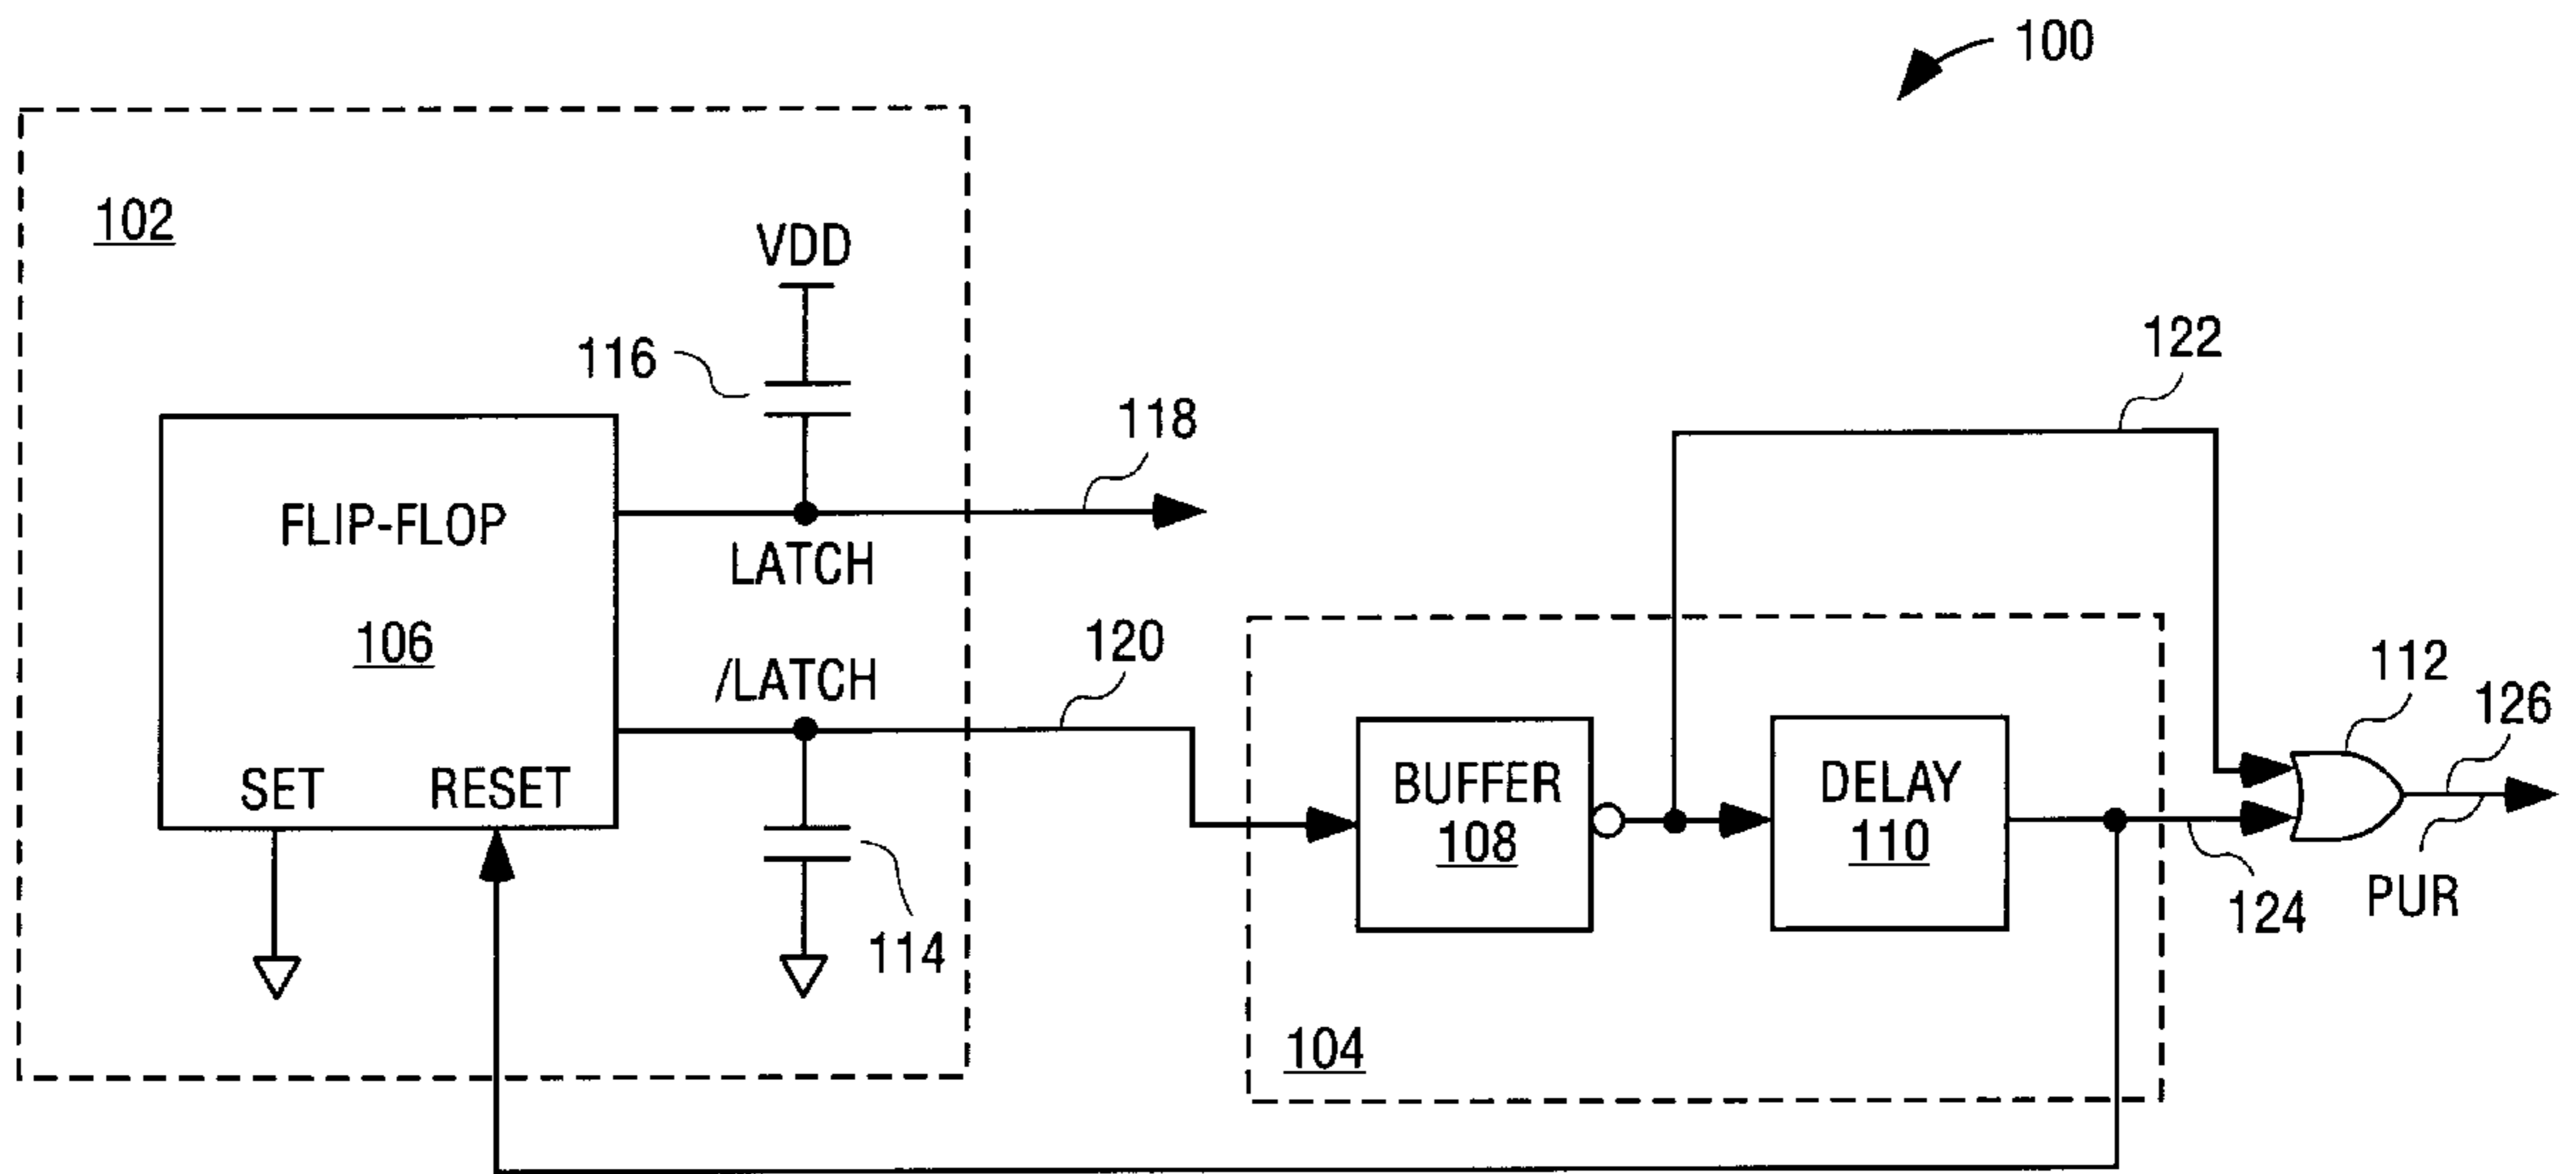 100
102
VDD
116
122
118
FLIP-FLOP
LATCH
106
120
/LATCH
112
126
SET
RESET
BUFFER
108
DELAY
110
114
124
PUR
104